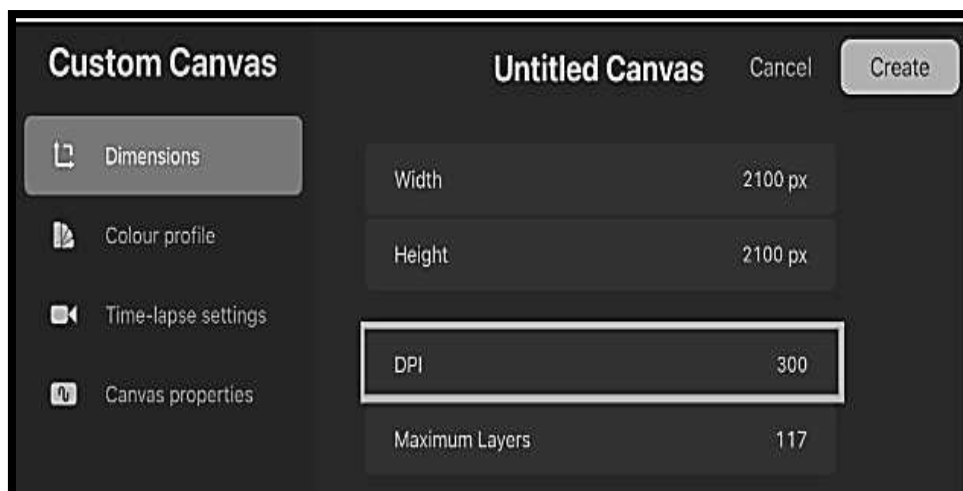 Custom Canvas
Untitled Canvas Cancel Create
Dimensions
Colour profile
Time-lapse settings
Canvas properties
Width 2100 px
Height 2100 px
DPI 300
Maximum Layers 117